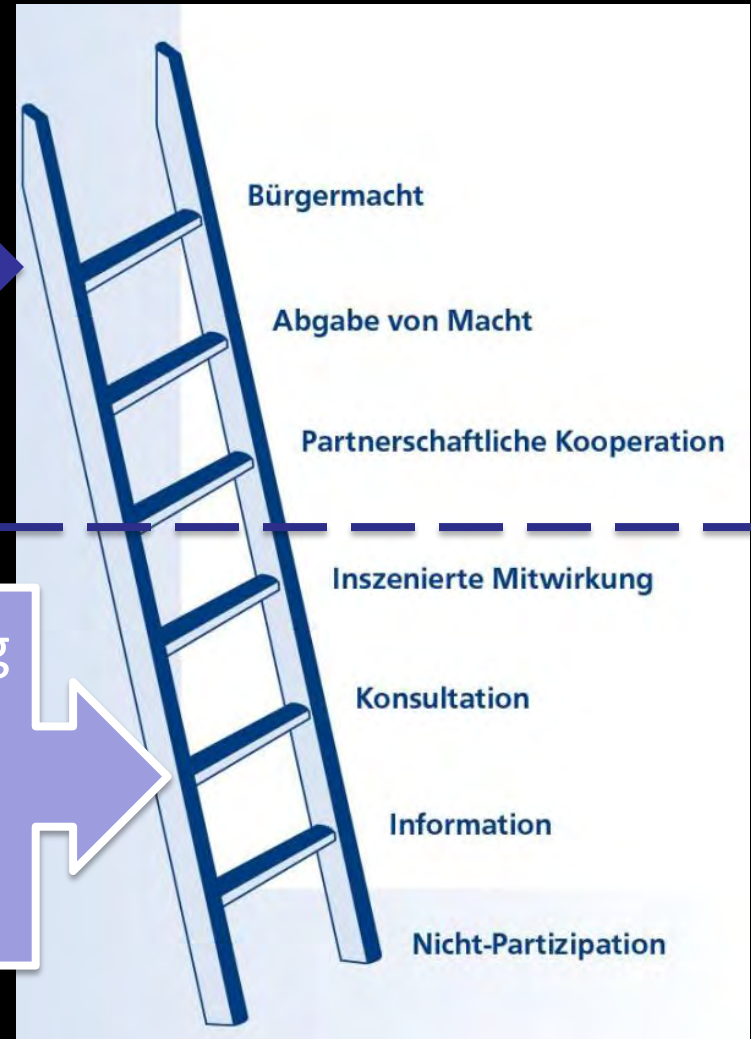 Bürgermacht
Abgabe von Macht
Partnerschaftliche Kooperation
Inszenierte Mitwirkung
Konsultation
Information
Nicht-Partizipation